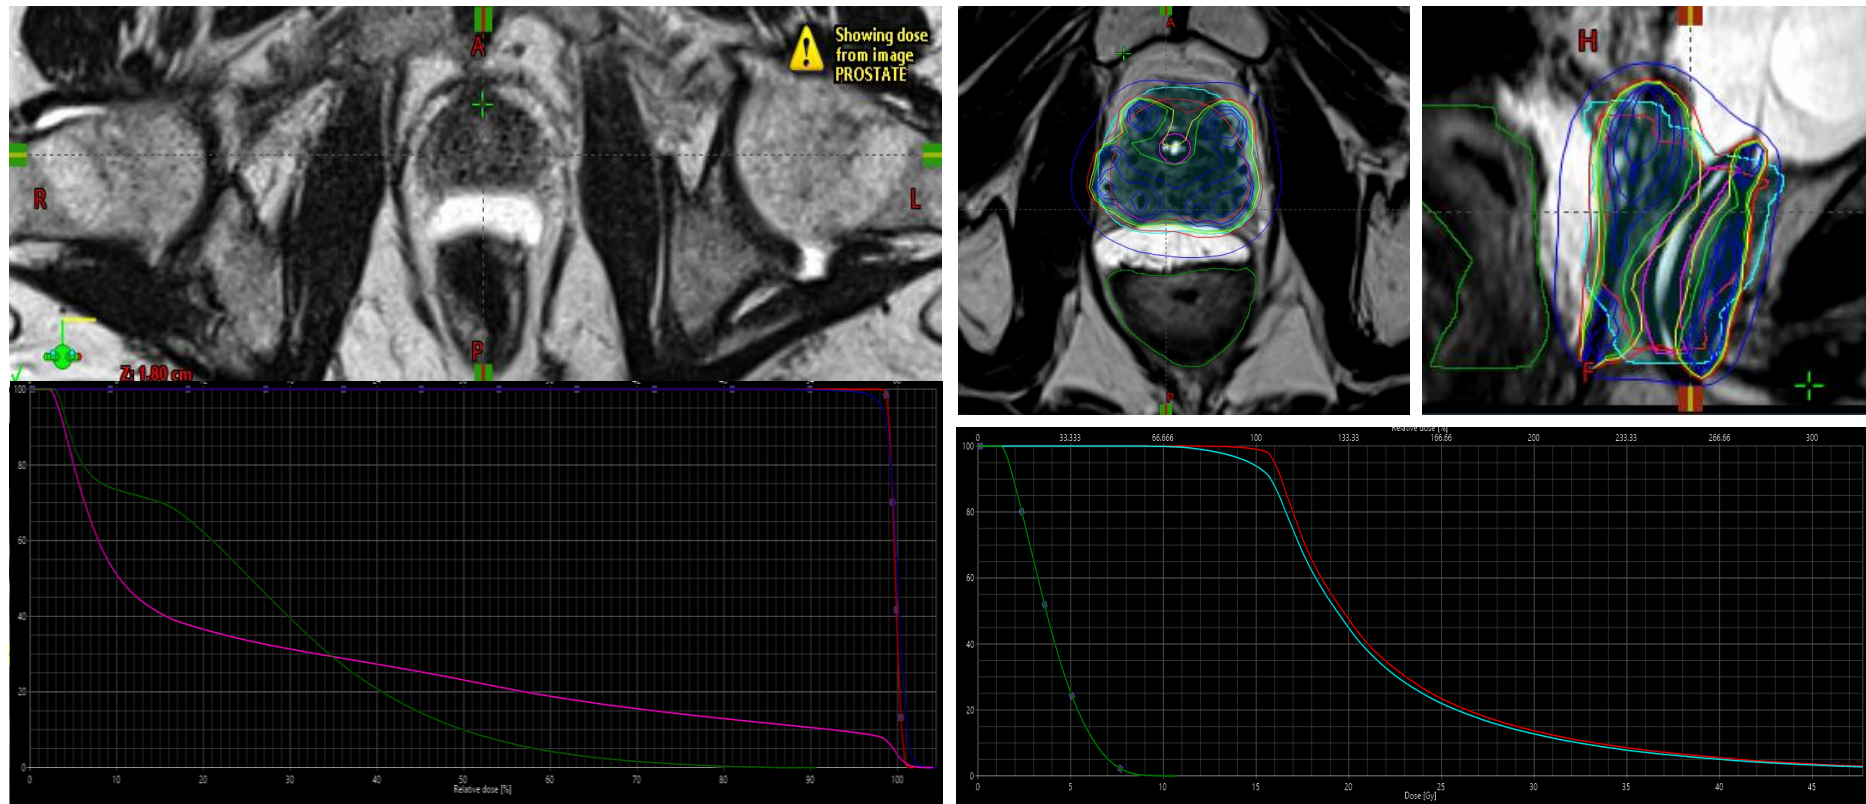 A
Showing dose
from image
PROSTATE
R
L
P
Z: 1.80 cm
100
80
60
40
20
0
0
10
20
30
40
50
60
70
80
90
100
Relative dose [%]
A
P
H
F
Relative dose [%]
0
33.333
66.666
100
133.33
166.66
200
233.33
266.66
300
100
80
60
40
20
0
0
5
10
15
20
25
30
35
40
45
Dose [Gy]